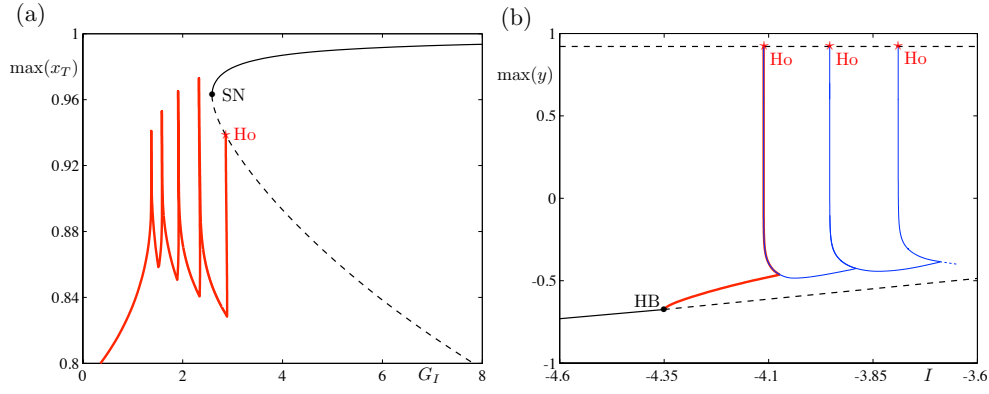 (a)
1
max(x_T)
0.96
0.92
0.88
0.84
0.8
SN
Ho
0
2
4
6
G_I
8
(b)
1
max(y)
0.5
0
-0.5
-1
Ho
Ho
Ho
HB
-4.6
-4.35
-4.1
-3.85
I
-3.6